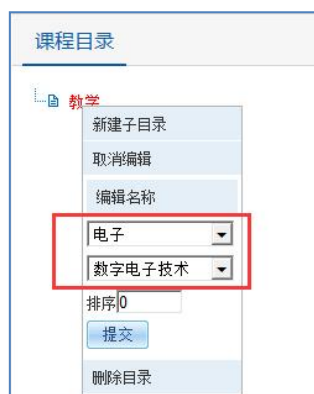 课程目录
教学
新建子目录
取消编辑
编辑名称
电子
数字电子技术
排序0
提交
删除目录